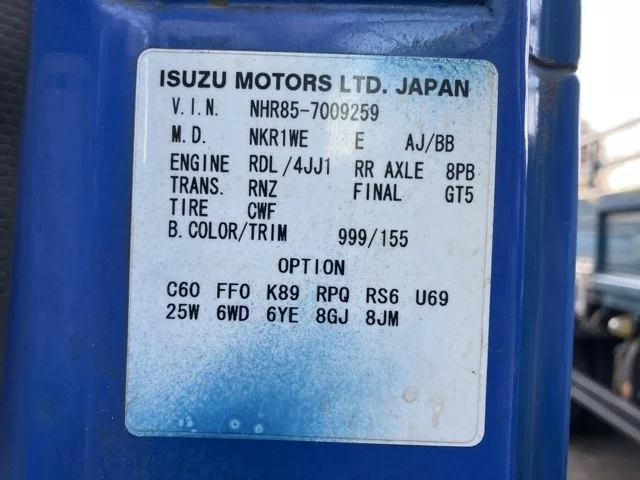 ISUZU MOTORS LTD. JAPAN
V.I.N. NHR85-7009259
M.D. NKR1WE E AJ/BB
ENGINE RDL/4JJ1 RR AXLE 8PB
TRANS. RNZ FINAL GT5
TIRE CWF
B.COLOR/TRIM 999/155
OPTION
C60 FF0 K89 RPQ RS6 U69
25W 6WD 6YE 8GJ 8JM